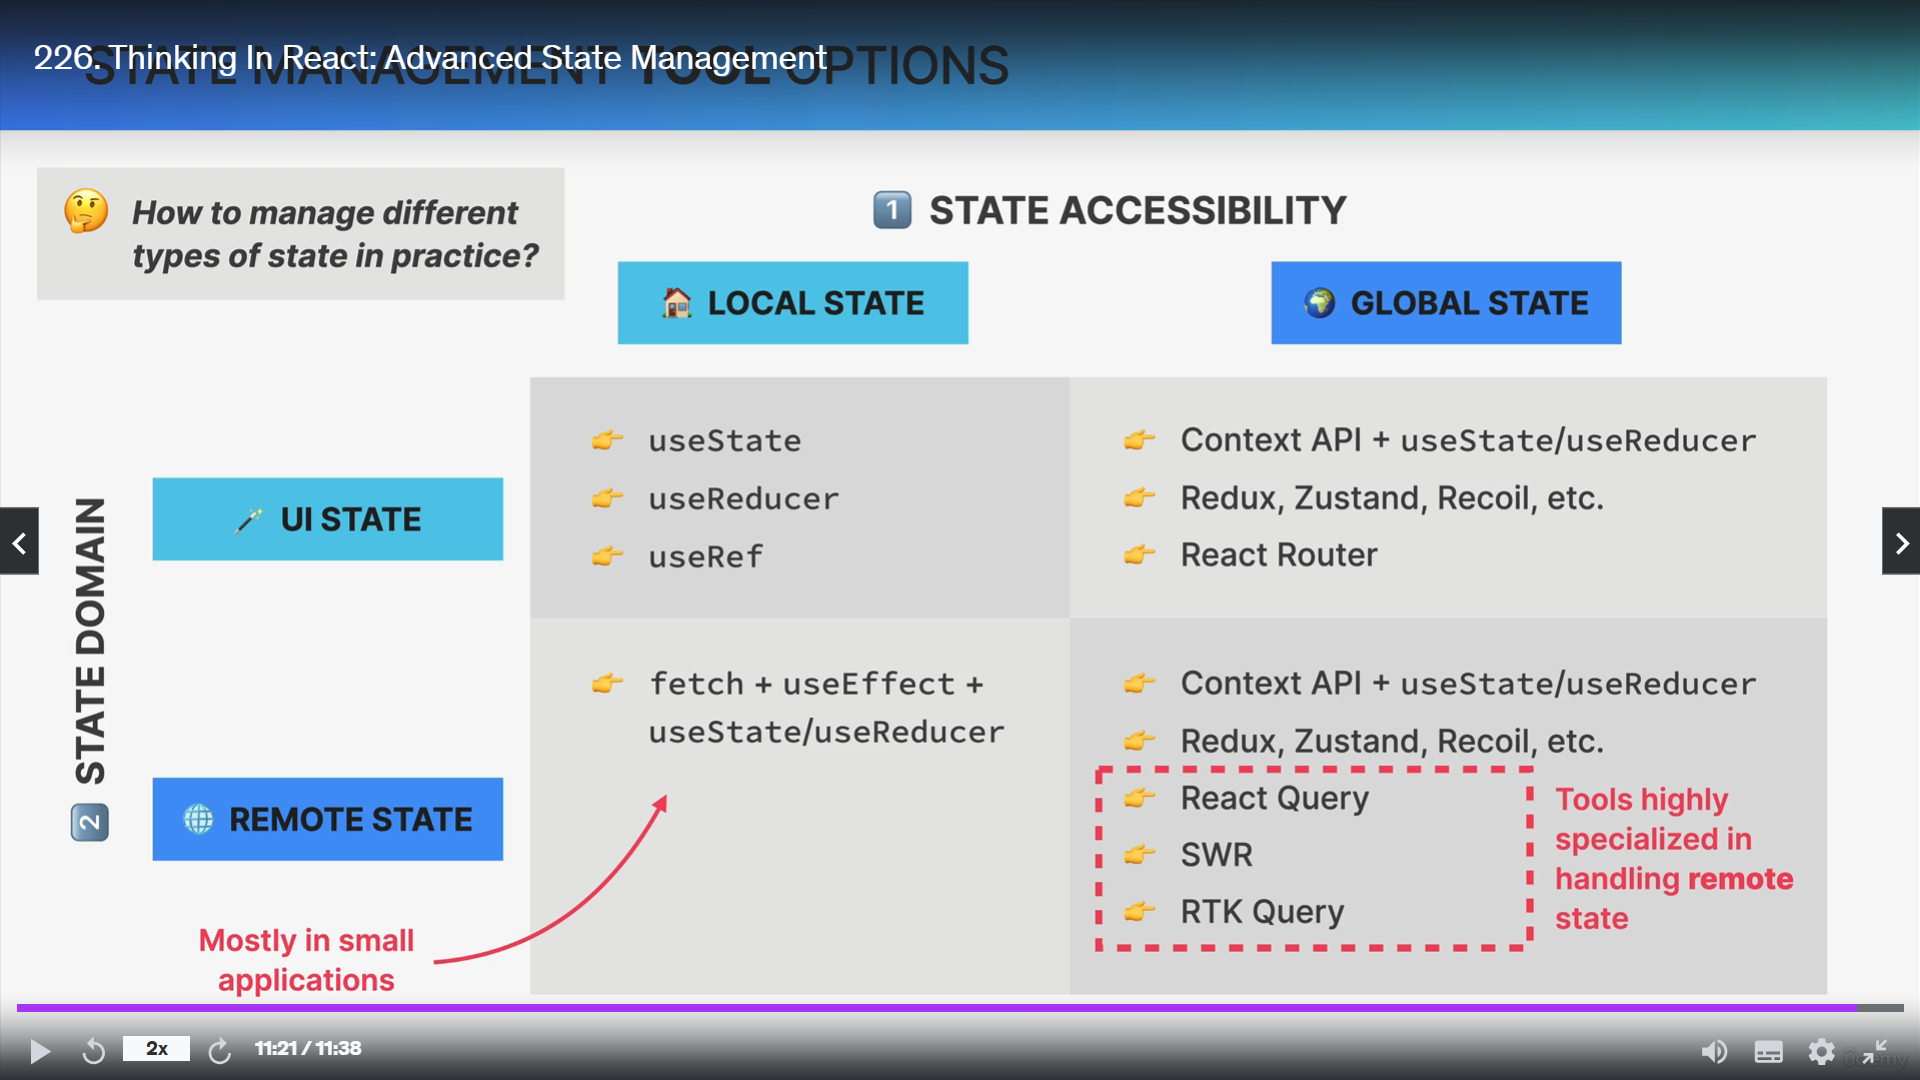 226. Thinking In React: Advanced State Management
STATE MANAGEMENT TOOL OPTIONS
How to manage different
types of state in practice?
1 STATE ACCESSIBILITY
LOCAL STATE
GLOBAL STATE
2 STATE DOMAIN
UI STATE
useState
useReducer
useRef
Context API + useState/useReducer
Redux, Zustand, Recoil, etc.
React Router
REMOTE STATE
fetch + useEffect +
useState/useReducer
Mostly in small
applications
Context API + useState/useReducer
Redux, Zustand, Recoil, etc.
React Query
SWR
RTK Query
Tools highly
specialized in
handling remote
state
2x
11:21 / 11:38
Udemy